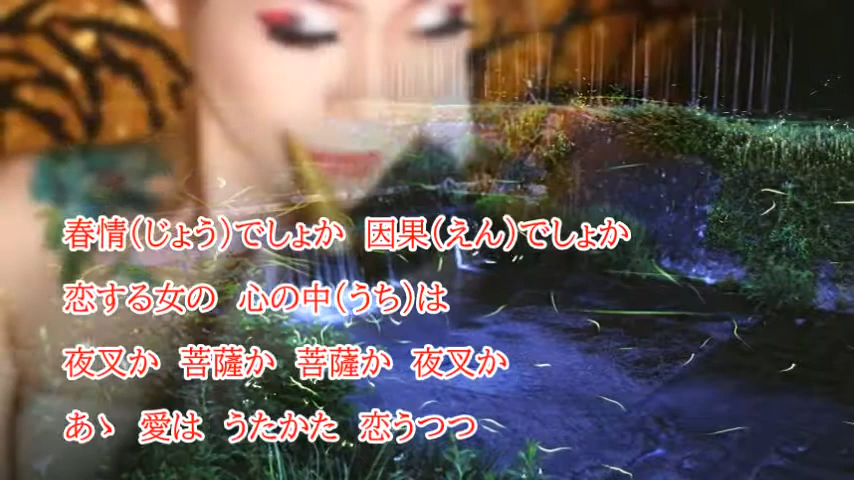 春情(じょう)でしょか　因果(えん)でしょか
恋する女の　心の中(うち)は
夜叉か　菩薩か　菩薩か　夜叉か
あゝ　愛は　うたかた　恋うつつ